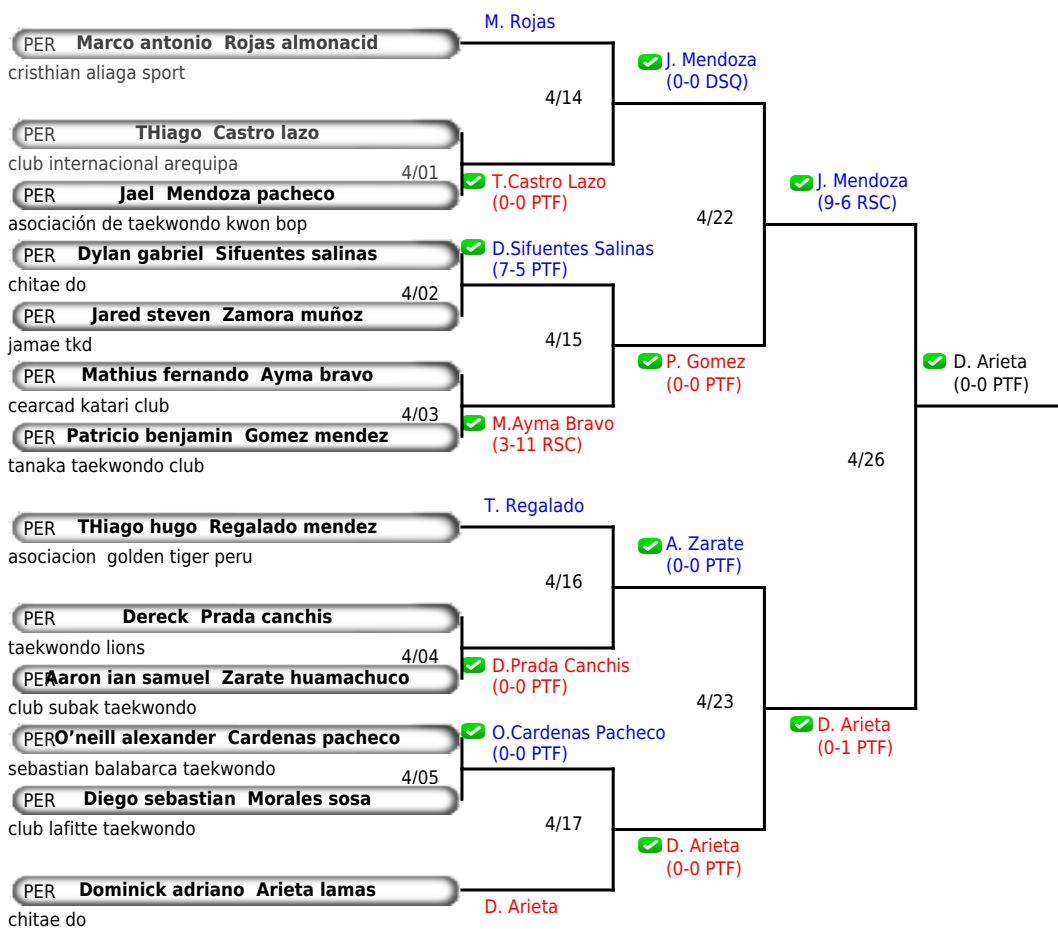 M. Rojas
PER Marco antonio Rojas almonacid
cristhian aliaga sport
J. Mendoza
(0-0 DSQ)
4/14
PER THiago Castro lazo
club internacional arequipa
4/01
T.Castro Lazo
(0-0 PTF)
PER Jael Mendoza pacheco
asociación de taekwondo kwon bop
J. Mendoza
(9-6 RSC)
4/22
PER Dylan gabriel Sifuentes salinas
chitae do
D.Sifuentes Salinas
(7-5 PTF)
4/02
PER Jared steven Zamora muñoz
jamae tkd
4/15
P. Gomez
(0-0 PTF)
D. Arieta
(0-0 PTF)
PER Mathius fernando Ayma bravo
cearcad katari club
4/03
M.Ayma Bravo
(3-11 RSC)
PER Patricio benjamin Gomez mendez
tanaka taekwondo club
4/26
T. Regalado
PER THiago hugo Regalado mendez
asociacion golden tiger peru
A. Zarate
(0-0 PTF)
4/16
PER Dereck Prada canchis
taekwondo lions
4/04
D.Prada Canchis
(0-0 PTF)
PER Aaron ian samuel Zarate huamachuco
club subak taekwondo
4/23
D. Arieta
(0-1 PTF)
PER O’neill alexander Cardenas pacheco
sebastian balabarca taekwondo
O.Cardenas Pacheco
(0-0 PTF)
4/05
PER Diego sebastian Morales sosa
club lafitte taekwondo
4/17
D. Arieta
(0-0 PTF)
PER Dominick adriano Arieta lamas
chitae do
D. Arieta